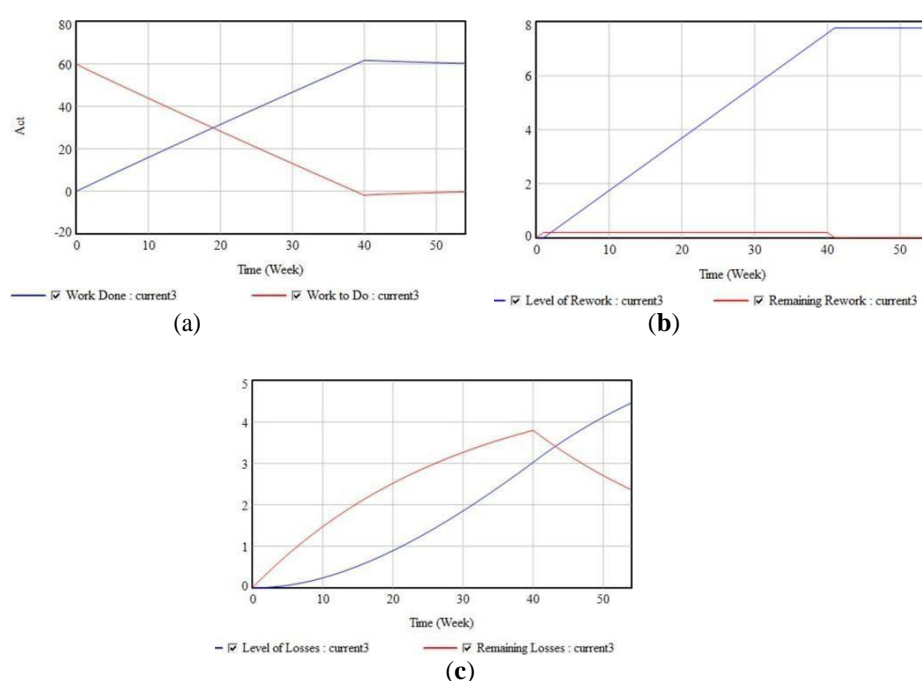 80
60
40
20
0
-20
Act
0 10 20 30 40 50
Time (Week)
☑ Work Done : current3 ☑ Work to Do : current3
(a)
8
6
4
2
0
0 10 20 30 40 50
Time (Week)
☑ Level of Rework : current3 ☑ Remaining Rework : current3
(b)
5
4
3
2
1
0
0 10 20 30 40 50
Time (Week)
☑ Level of Losses : current3 ☑ Remaining Losses : current3
(c)